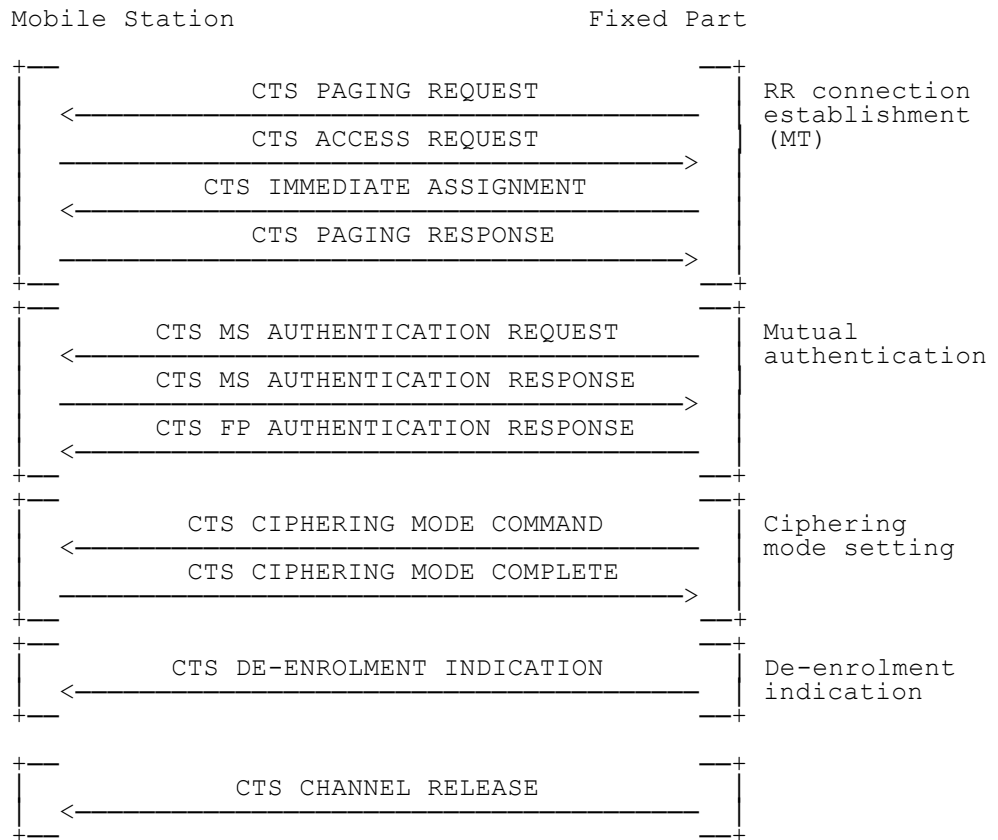 Mobile Station Fixed Part
CTS PAGING REQUEST RR connection
establishment
CTS ACCESS REQUEST (MT)
CTS IMMEDIATE ASSIGNMENT
CTS PAGING RESPONSE
CTS MS AUTHENTICATION REQUEST Mutual
authentication
CTS MS AUTHENTICATION RESPONSE
CTS FP AUTHENTICATION RESPONSE
CTS CIPHERING MODE COMMAND Ciphering
mode setting
CTS CIPHERING MODE COMPLETE
CTS DE-ENROLMENT INDICATION De-enrolment
indication
CTS CHANNEL RELEASE